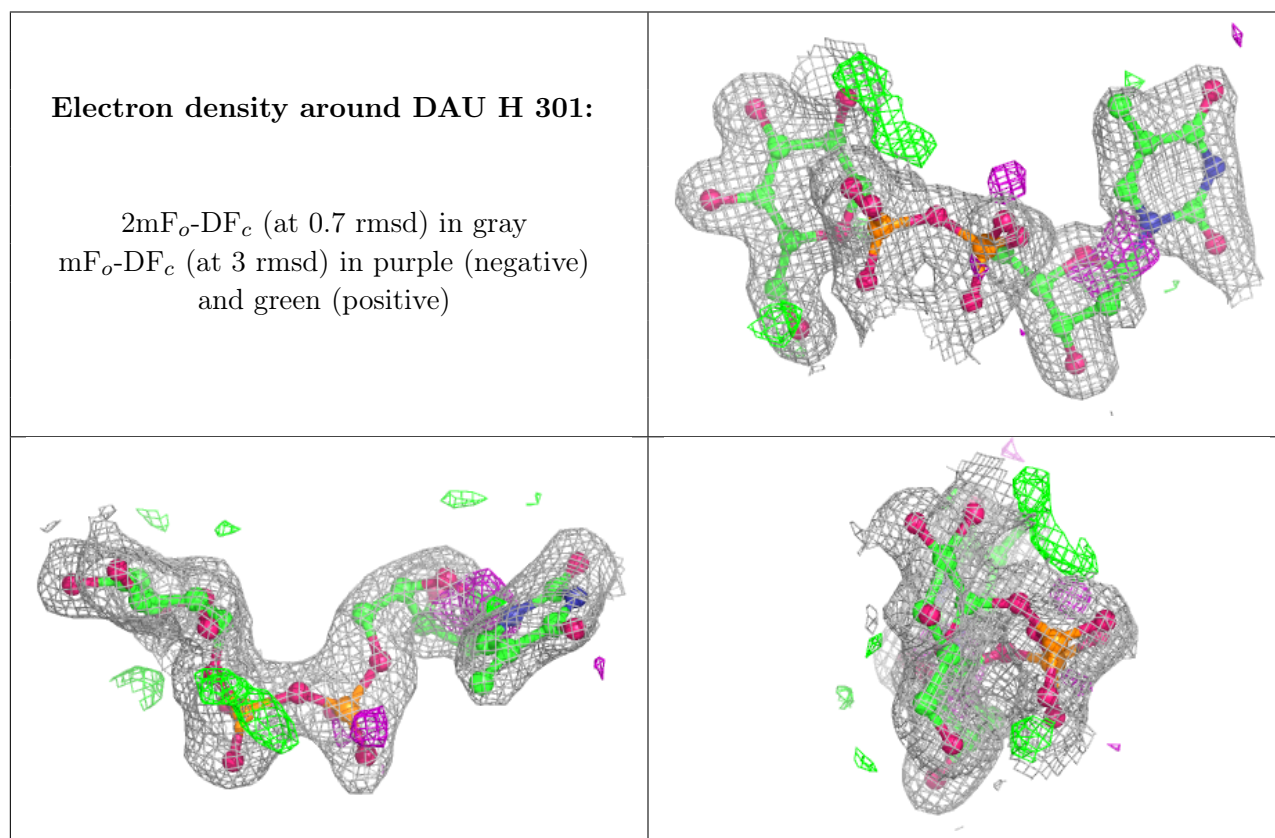 Electron density around DAU H 301:
2mFo-DFc (at 0.7 rmsd) in gray
mFo-DFc (at 3 rmsd) in purple (negative)
and green (positive)